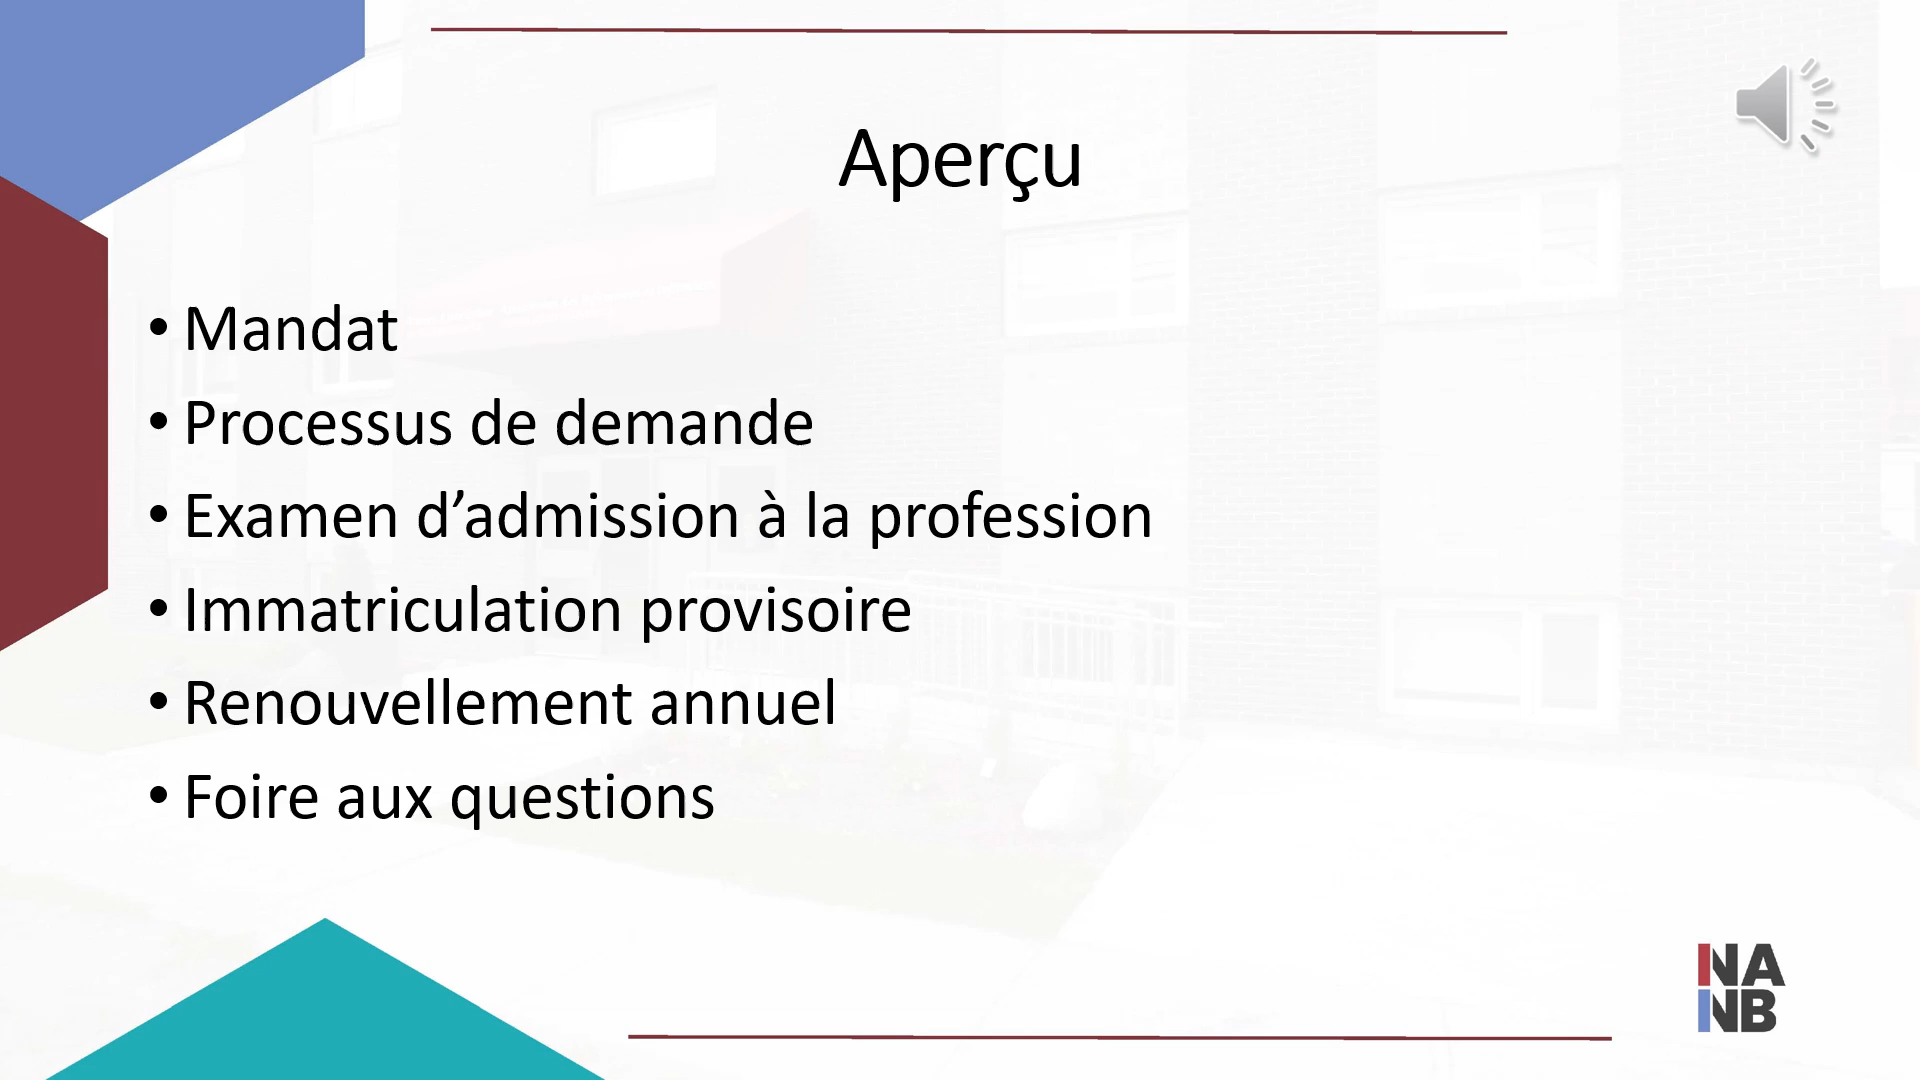 Aperçu
• Mandat
• Processus de demande
• Examen d’admission à la profession
• Immatriculation provisoire
• Renouvellement annuel
• Foire aux questions
NA
NB